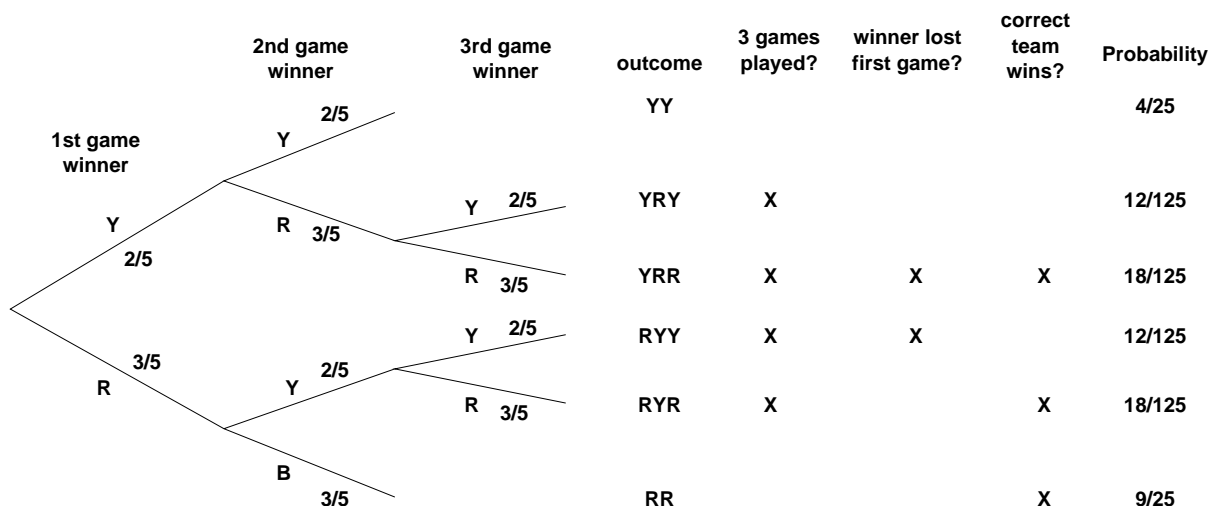 2nd game winner
3rd game winner
outcome
3 games played?
winner lost first game?
correct team wins?
Probability
1st game winner
Y 2/5 YY 4/25
Y 2/5 YRY X 12/125
Y 2/5
R 3/5
R 3/5 YRR X X X 18/125
R 3/5
Y 2/5 RYY X X 12/125
Y 2/5
R 3/5 RYR X X 18/125
B 3/5 RR X 9/25